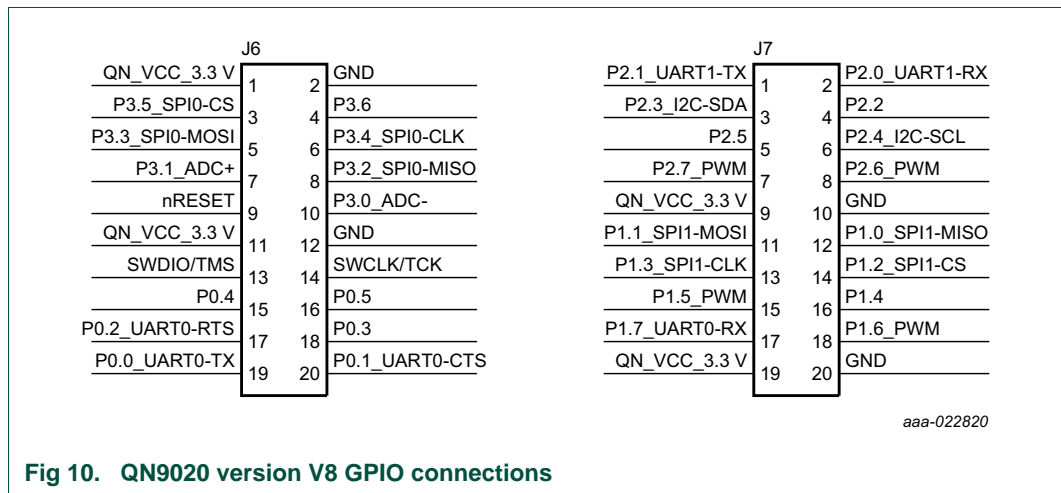 J6
QN_VCC_3.3 V 1 2 GND
P3.5_SPI0-CS 3 4 P3.6
P3.3_SPI0-MOSI 5 6 P3.4_SPI0-CLK
P3.1_ADC+ 7 8 P3.2_SPI0-MISO
nRESET 9 10 P3.0_ADC-
QN_VCC_3.3 V 11 12 GND
SWDIO/TMS 13 14 SWCLK/TCK
P0.4 15 16 P0.5
P0.2_UART0-RTS 17 18 P0.3
P0.0_UART0-TX 19 20 P0.1_UART0-CTS
J7
P2.1_UART1-TX 1 2 P2.0_UART1-RX
P2.3_I2C-SDA 3 4 P2.2
P2.5 5 6 P2.4_I2C-SCL
P2.7_PWM 7 8 P2.6_PWM
QN_VCC_3.3 V 9 10 GND
P1.1_SPI1-MOSI 11 12 P1.0_SPI1-MISO
P1.3_SPI1-CLK 13 14 P1.2_SPI1-CS
P1.5_PWM 15 16 P1.4
P1.7_UART0-RX 17 18 P1.6_PWM
QN_VCC_3.3 V 19 20 GND
aaa-022820
Fig 10. QN9020 version V8 GPIO connections